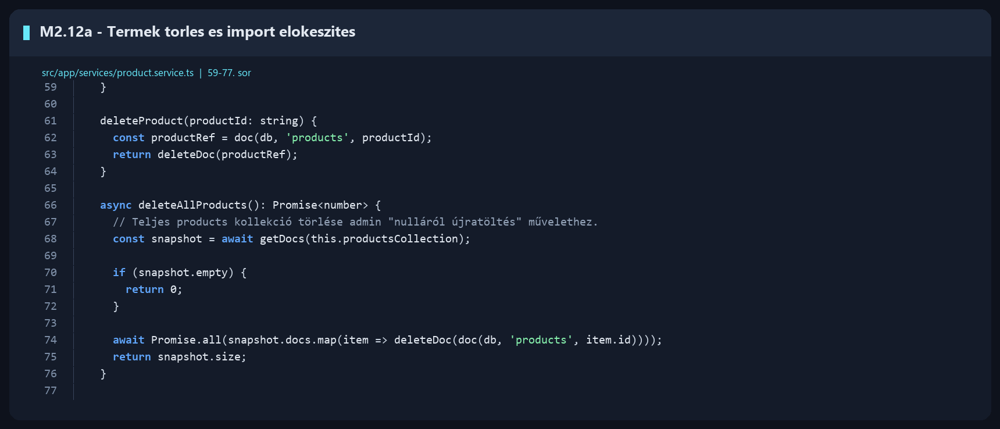 M2.12a - Termek torles es import elokeszites
src/app/services/product.service.ts | 59-77. sor
59 }
60
61 deleteProduct(productId: string) {
62 const productRef = doc(db, 'products', productId);
63 return deleteDoc(productRef);
64 }
65
66 async deleteAllProducts(): Promise<number> {
67 // Teljes products kollekció törlése admin "nulláról újratöltés" művelethez.
68 const snapshot = await getDocs(this.productsCollection);
69
70 if (snapshot.empty) {
71 return 0;
72 }
73
74 await Promise.all(snapshot.docs.map(item => deleteDoc(doc(db, 'products', item.id))));
75 return snapshot.size;
76 }
77